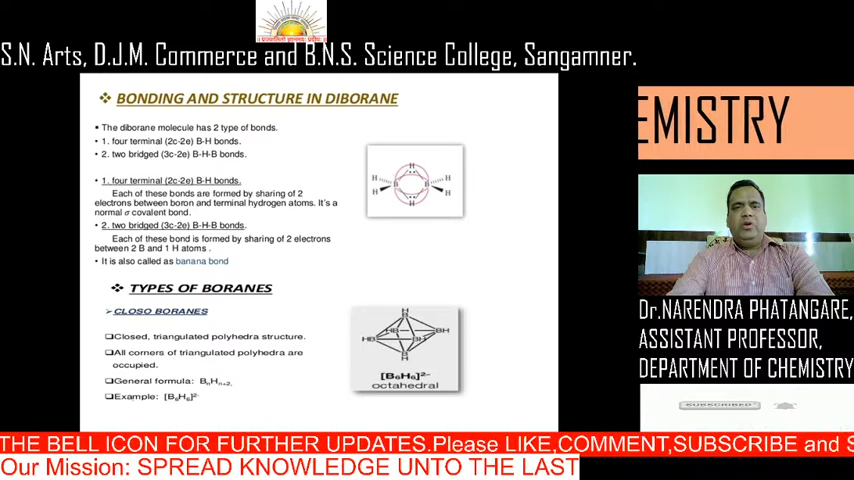 S.N. Arts, D.J.M. Commerce and B.N.S. Science College, Sangamner.
BONDING AND STRUCTURE IN DIBORANE
The diborane molecule has 2 type of bonds.
1. four terminal (2c-2e) B-H bonds.
2. two bridged (3c-2e) B-H-B bonds.
1. four terminal (2c-2e) B-H bonds.
Each of these bonds are formed by sharing of 2
electrons between boron and terminal hydrogen atoms. It's a
normal σ covalent bond.
2. two bridged (3c-2e) B-H-B bonds.
Each of these bond is formed by sharing of 2 electrons
between 2 B and 1 H atoms .
It is also called as banana bond
H
H H
B B
H H
H
TYPES OF BORANES
CLOSO BORANES
Closed, triangulated polyhedra structure.
All corners of triangulated polyhedra are
occupied.
General formula: BnHn+2,
Example: [B6H6]2-
H
B
HB BH
HB BH
B
H
[B6H6]2-
octahedral
EMISTRY
Dr.NARENDRA PHATANGARE,
ASSISTANT PROFESSOR,
DEPARTMENT OF CHEMISTRY
SUBSCRIBED
THE BELL ICON FOR FURTHER UPDATES.Please LIKE,COMMENT,SUBSCRIBE and S
Our Mission: SPREAD KNOWLEDGE UNTO THE LAST